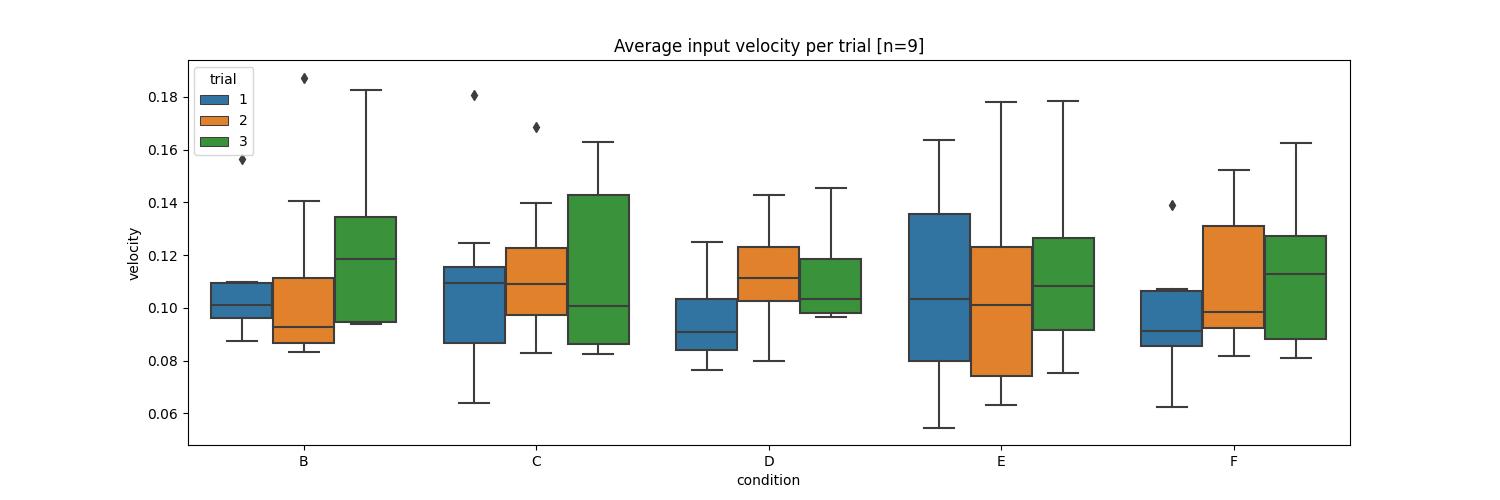 Average input velocity per trial [n=9]
trial
1
2
3
velocity
0.18
0.16
0.14
0.12
0.10
0.08
0.06
B C D E F
condition